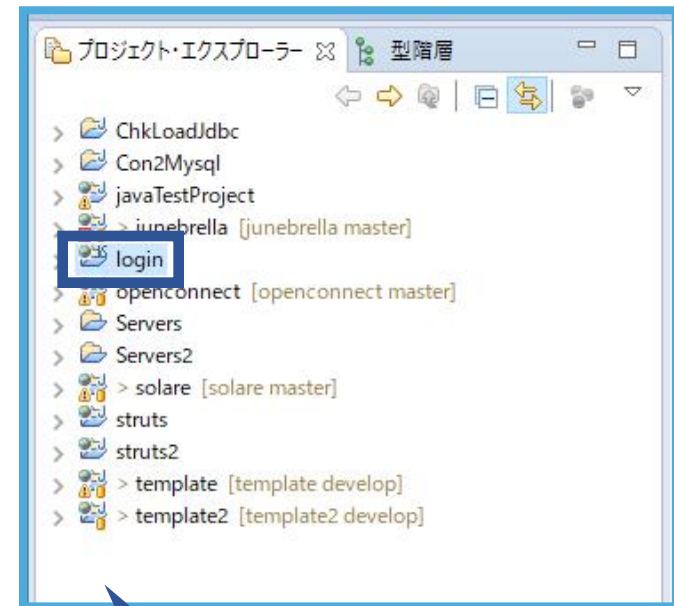 プロジェクト・エクスプローラー 型階層
ChkLoadJdbc
Con2Mysql
javaTestProject
> junebrella [junebrella master]
login
openconnect [openconnect master]
Servers
Servers2
> solare [solare master]
struts
struts2
> template [template develop]
> template2 [template2 develop]